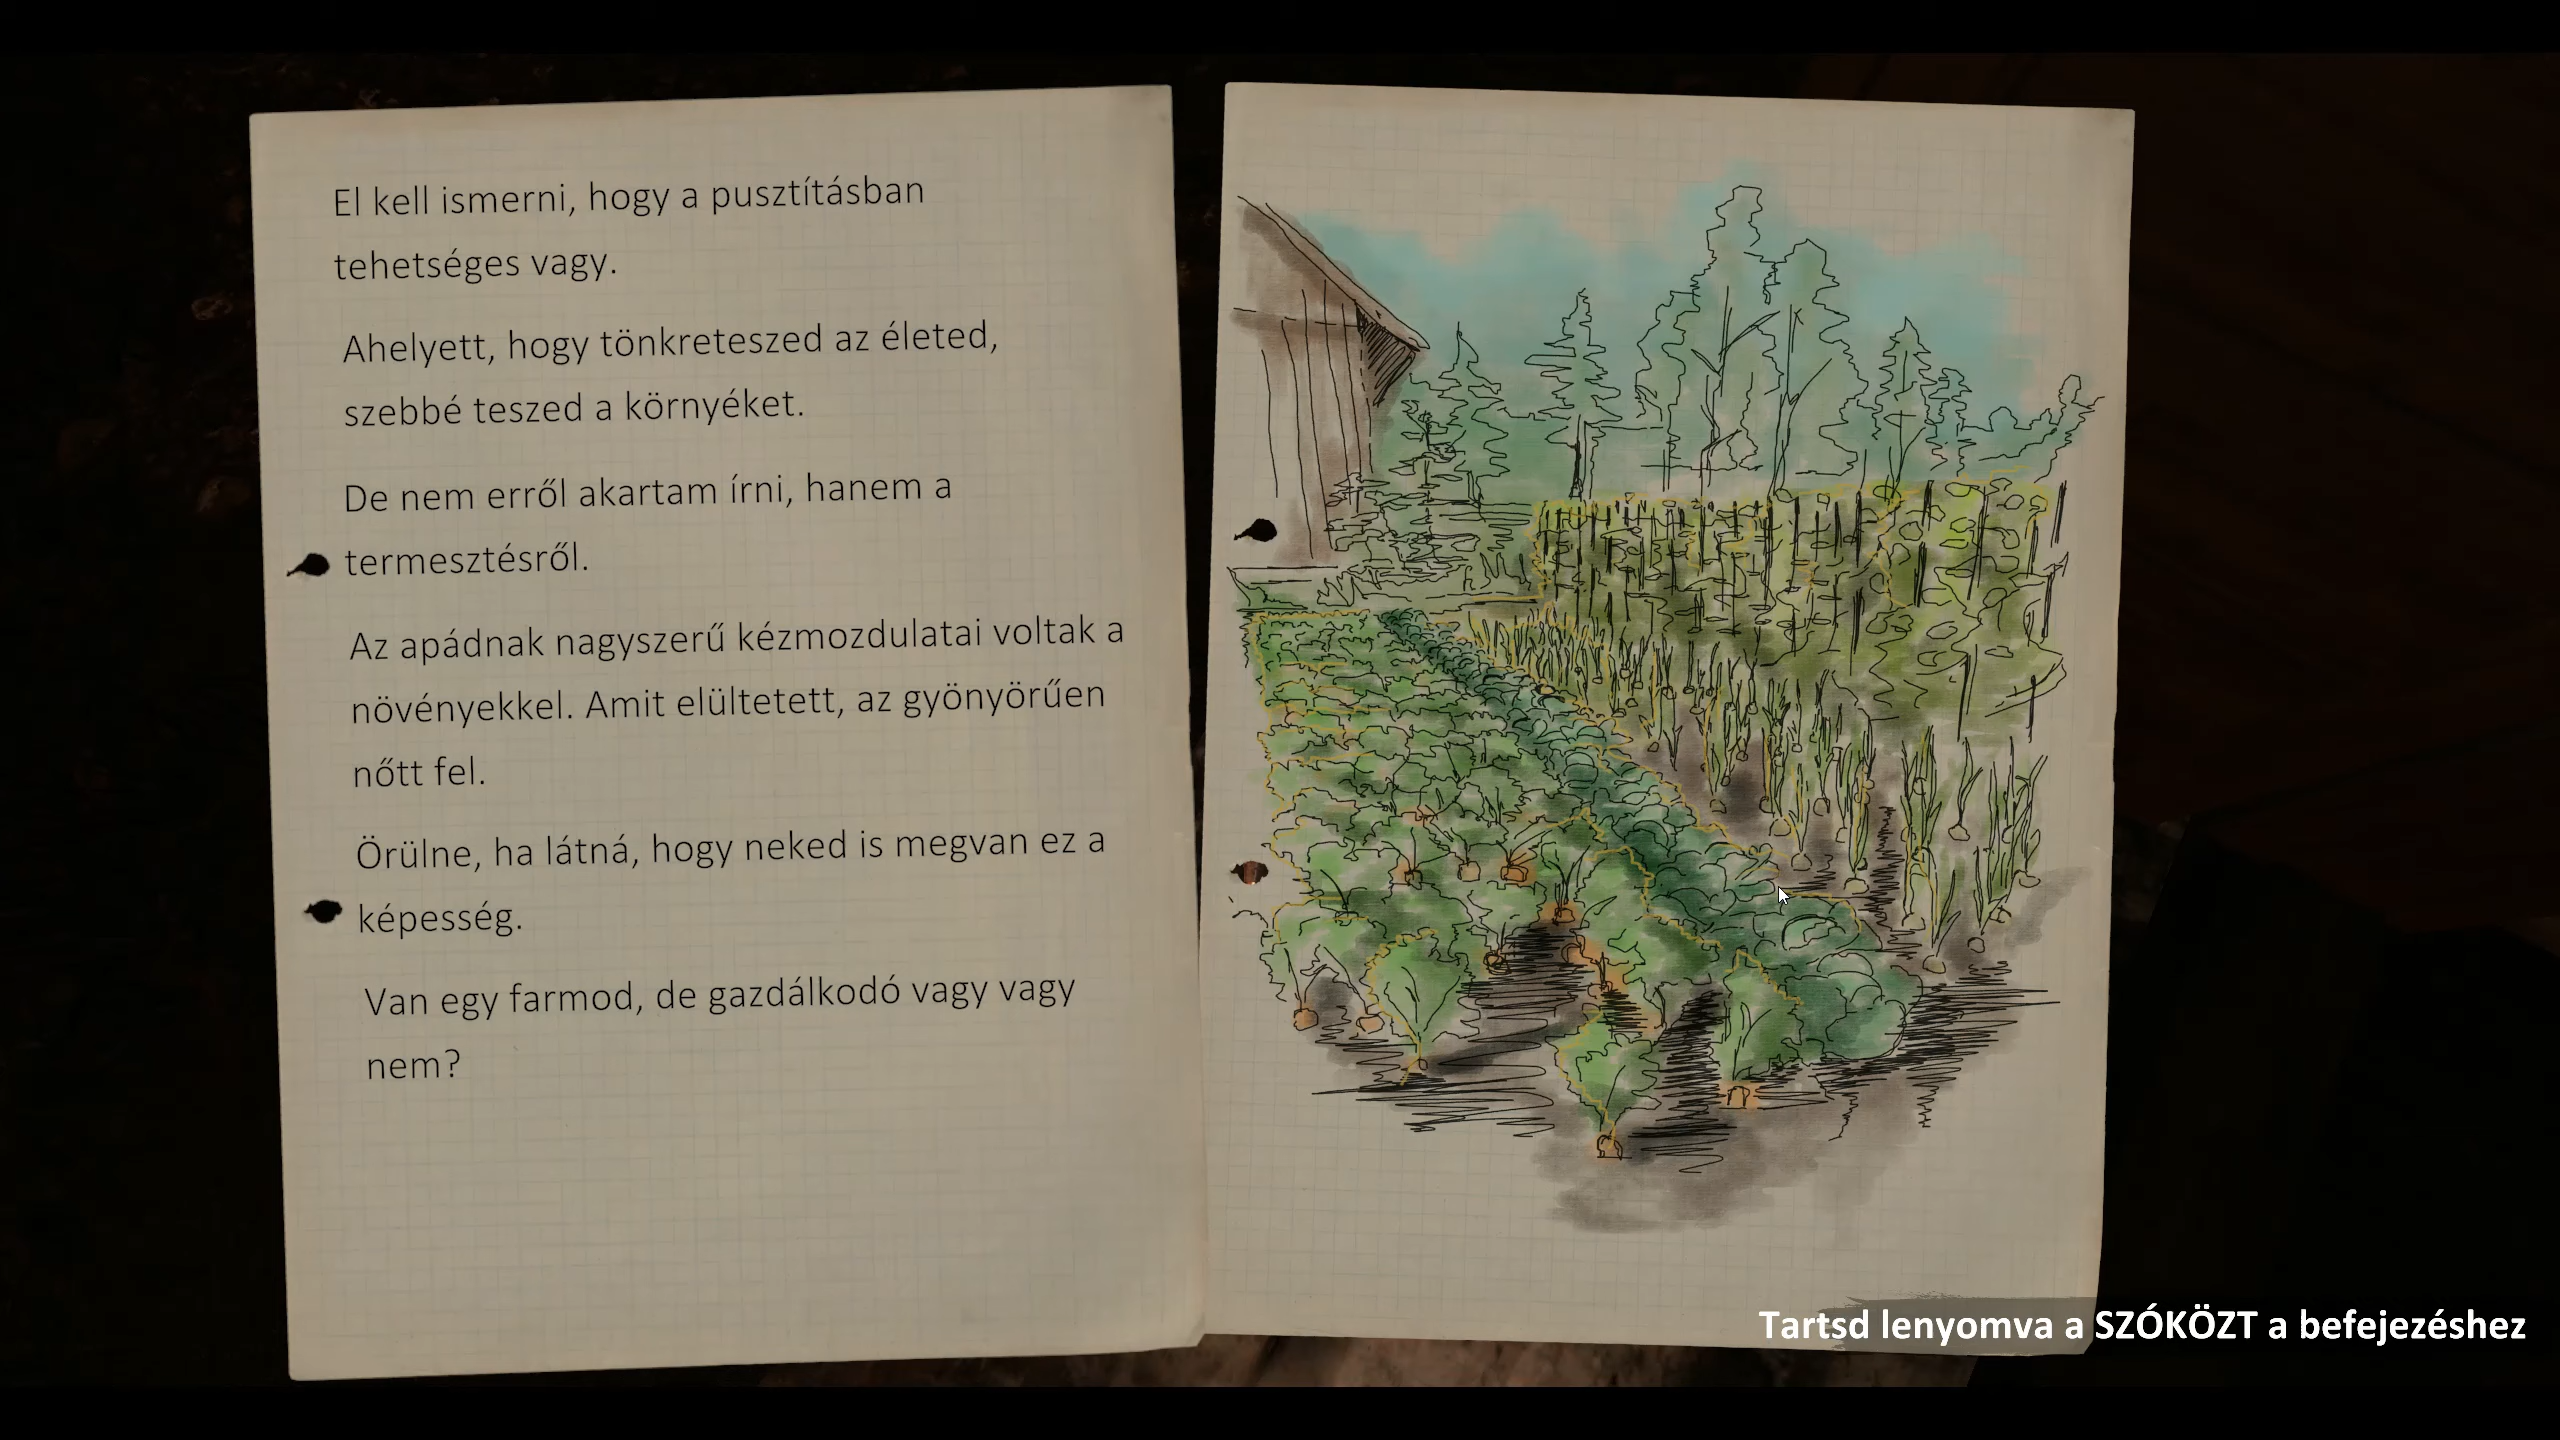 El kell ismerni, hogy a pusztításban
tehetséges vagy.
Ahelyett, hogy tönkreteszed az életed,
szebbé teszed a környéket.
De nem erről akartam írni, hanem a
termesztésről.
Az apádnak nagyszerű kézmozdulatai voltak a
növényekkel. Amit elültetett, az gyönyörűen
nőtt fel.
Örülne, ha látná, hogy neked is megvan ez a
képesség.
Van egy farmod, de gazdálkodó vagy vagy
nem?
Tartsd lenyomva a SZÓKÖZT a befejezéshez